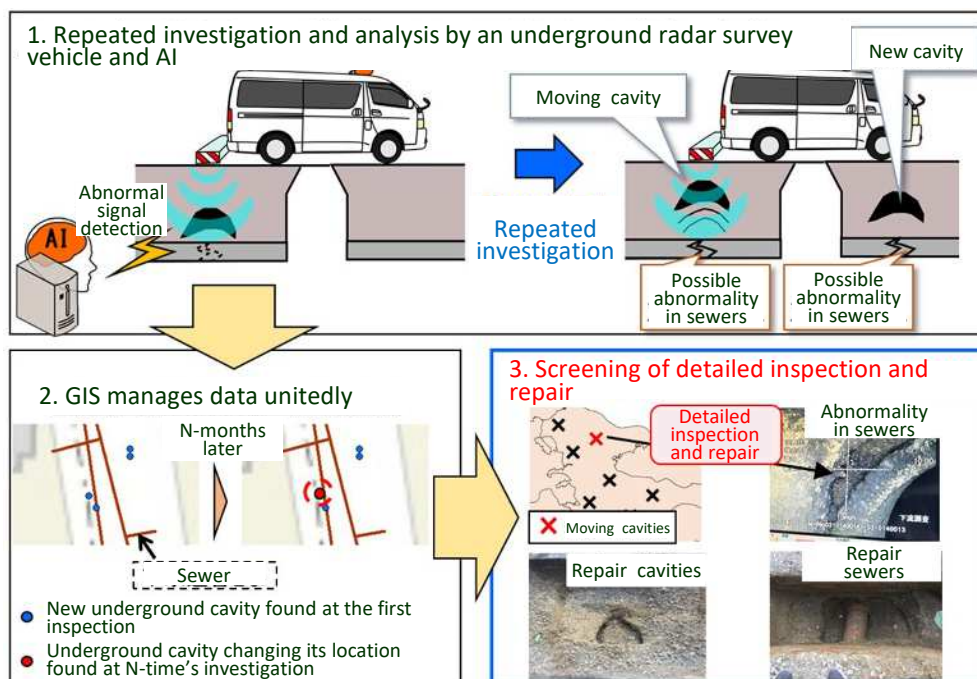 1. Repeated investigation and analysis by an underground radar survey
vehicle and AI
New cavity
Moving cavity
Abnormal
signal
detection
AI
Repeated
investigation
Possible
abnormality
in sewers
Possible
abnormality
in sewers
2. GIS manages data unitedly
N-months
later
Sewer
New underground cavity found at the first
inspection
Underground cavity changing its location
found at N-time's investigation
3. Screening of detailed inspection and
repair
Detailed
inspection
and repair
Abnormality
in sewers
下流調査
Moving cavities
Repair cavities
Repair
sewers